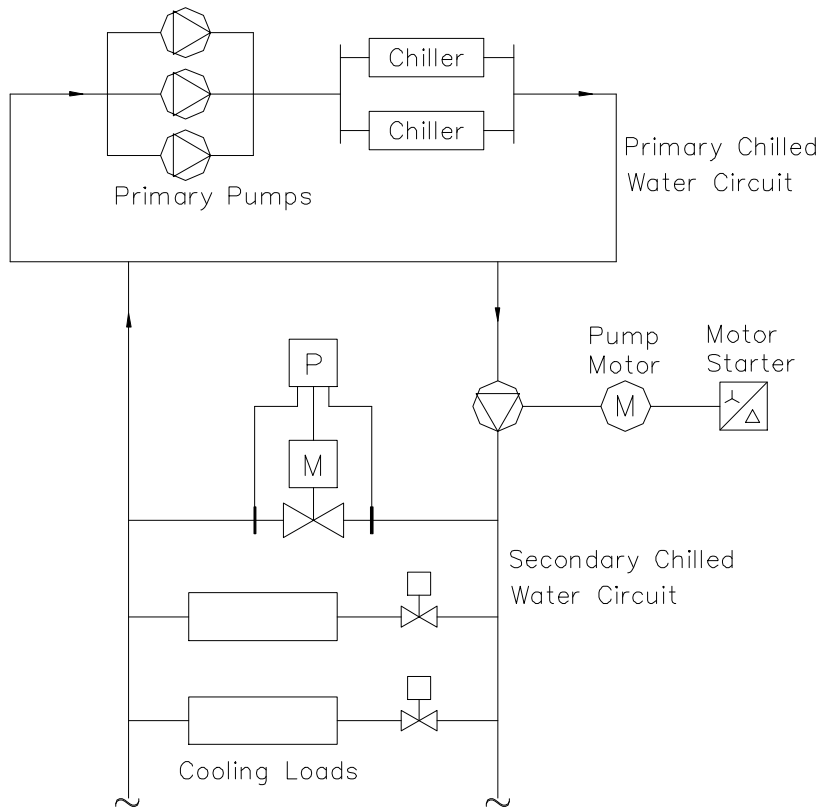 Chiller
Chiller
Primary Pumps
Primary Chilled
Water Circuit
Pump
Motor
Motor
Starter
P
M
M
Secondary Chilled
Water Circuit
Cooling Loads